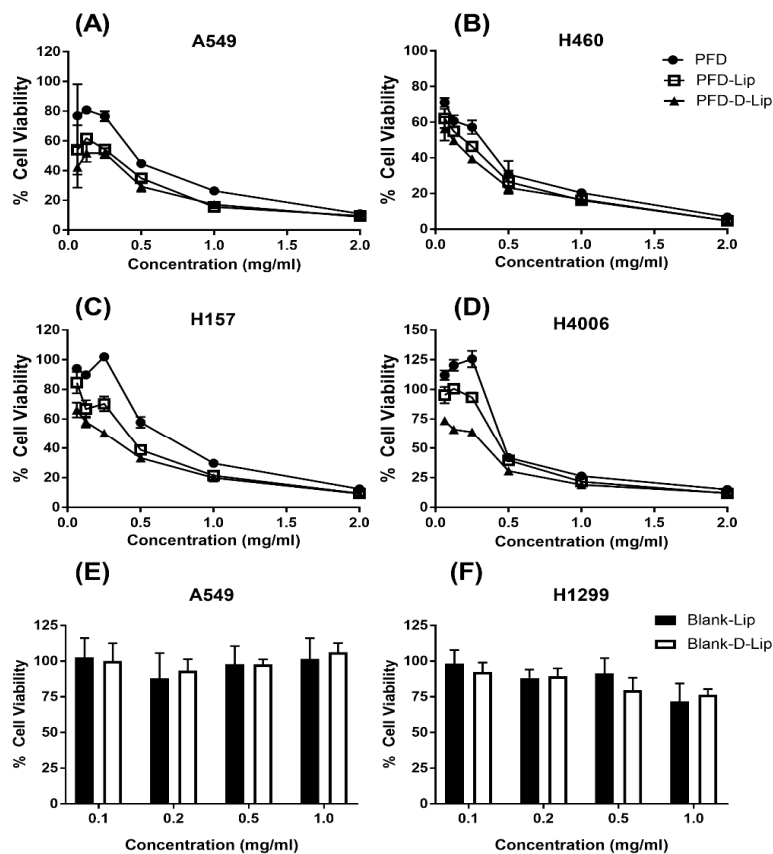 (A)
A549
120
100
80
60
40
20
0
0.0
0.5
1.0
1.5
2.0
% Cell Viability
Concentration (mg/ml)
(B)
H460
100
80
60
40
20
0
0.0
0.5
1.0
1.5
2.0
% Cell Viability
Concentration (mg/ml)
PFD
PFD-Lip
PFD-D-Lip
(C)
H157
120
100
80
60
40
20
0
0.0
0.5
1.0
1.5
2.0
% Cell Viability
Concentration (mg/ml)
(D)
H4006
150
125
100
75
50
25
0
0.0
0.5
1.0
1.5
2.0
% Cell Viability
Concentration (mg/ml)
(E)
A549
125
100
75
50
25
0
0.1
0.2
0.5
1.0
% Cell Viability
Concentration (mg/ml)
(F)
H1299
125
100
75
50
25
0
0.1
0.2
0.5
1.0
% Cell Viability
Concentration (mg/ml)
Blank-Lip
Blank-D-Lip